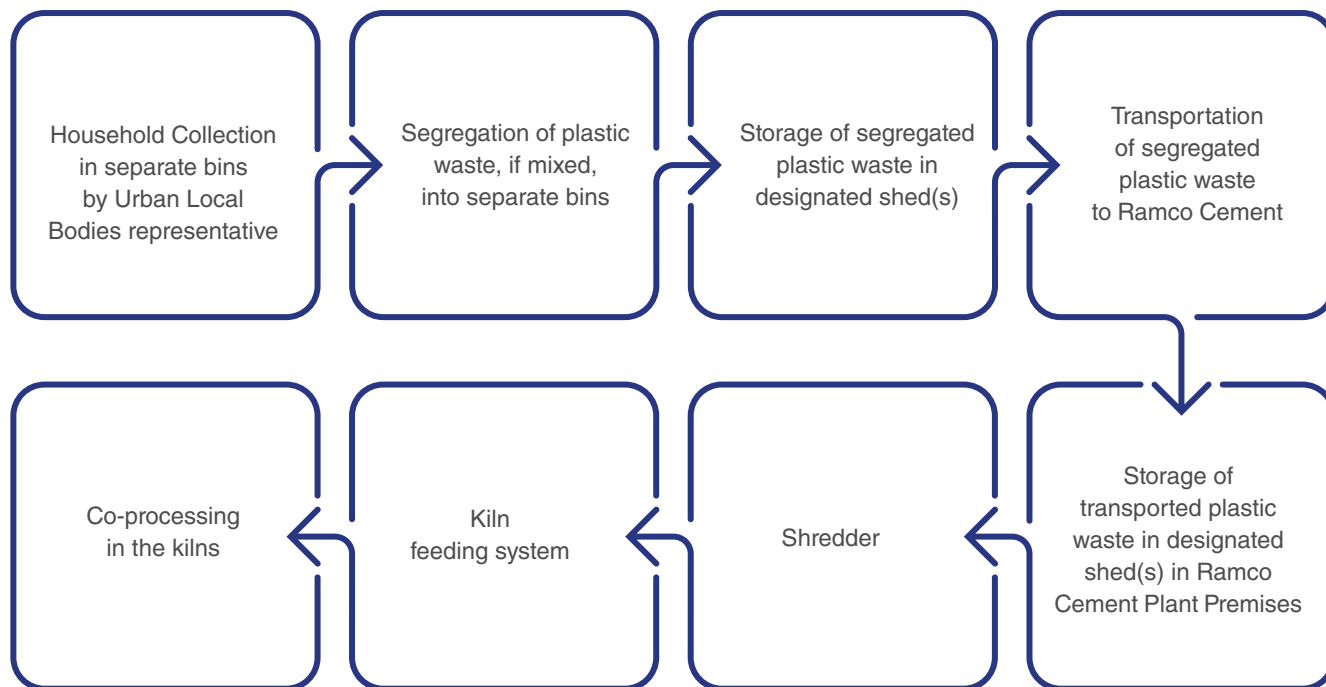 Household Collection
in separate bins
by Urban Local
Bodies representative
Segregation of plastic
waste, if mixed,
into separate bins
Storage of segregated
plastic waste in
designated shed(s)
Transportation
of segregated
plastic waste
to Ramco Cement
Storage of
transported plastic
waste in designated
shed(s) in Ramco
Cement Plant Premises
Shredder
Kiln
feeding system
Co-processing
in the kilns